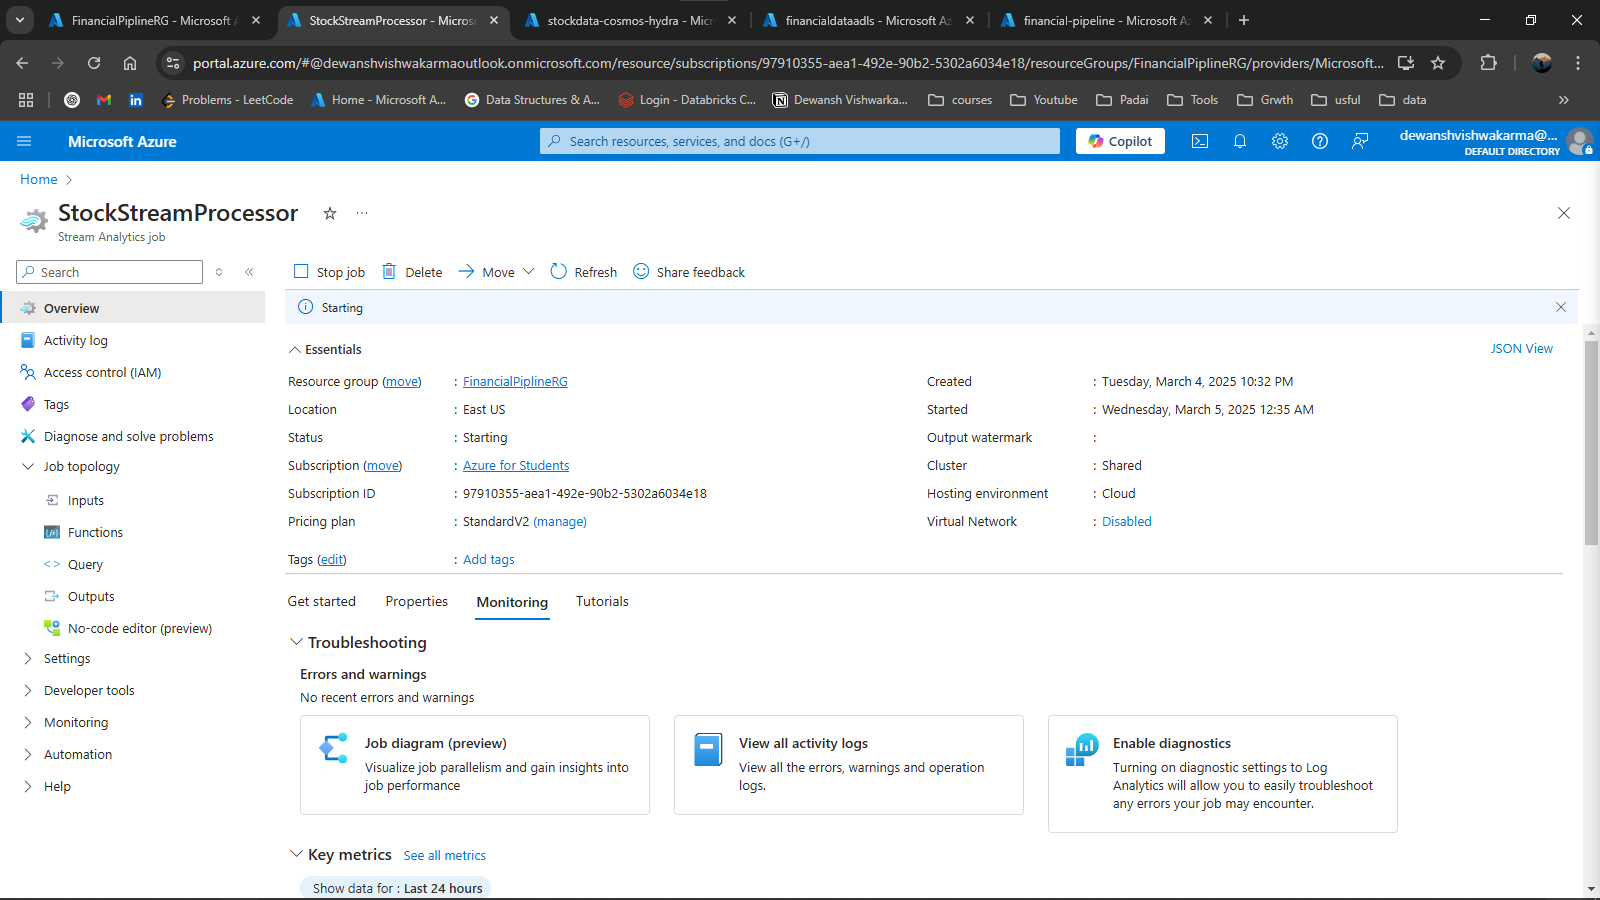 FinancialPiplineRG - Microsoft A
StockStreamProcessor - Microso
stockdata-cosmos-hydra - Micr
financialdataadls - Microsoft Az
financial-pipeline - Microsoft Az
portal.azure.com/#@dewanshvishwakarmaoutlook.onmicrosoft.com/resource/subscriptions/97910355-aea1-492e-90b2-5302a6034e18/resourceGroups/FinancialPiplineRG/providers/Microsoft...
Problems - LeetCode
Home - Microsoft A...
Data Structures & A...
Login - Databricks C...
Dewansh Vishwarka...
courses
Youtube
Padai
Tools
Grwth
usful
data
Microsoft Azure
Search resources, services, and docs (G+/)
Copilot
dewanshvishwakarma@...
DEFAULT DIRECTORY
Home
StockStreamProcessor
Stream Analytics job
Search
Stop job
Delete
Move
Refresh
Share feedback
Starting
Overview
Activity log
Access control (IAM)
Tags
Diagnose and solve problems
Job topology
Inputs
Functions
Query
Outputs
No-code editor (preview)
Settings
Developer tools
Monitoring
Automation
Help
Essentials
JSON View
Resource group (move) : FinancialPiplineRG
Location : East US
Status : Starting
Subscription (move) : Azure for Students
Subscription ID : 97910355-aea1-492e-90b2-5302a6034e18
Pricing plan : StandardV2 (manage)
Created : Tuesday, March 4, 2025 10:32 PM
Started : Wednesday, March 5, 2025 12:35 AM
Output watermark :
Cluster : Shared
Hosting environment : Cloud
Virtual Network : Disabled
Tags (edit) : Add tags
Get started
Properties
Monitoring
Tutorials
Troubleshooting
Errors and warnings
No recent errors and warnings
Job diagram (preview)
Visualize job parallelism and gain insights into
job performance
View all activity logs
View all the errors, warnings and operation
logs.
Enable diagnostics
Turning on diagnostic settings to Log
Analytics will allow you to easily troubleshoot
any errors your job may encounter.
Key metrics
See all metrics
Show data for : Last 24 hours